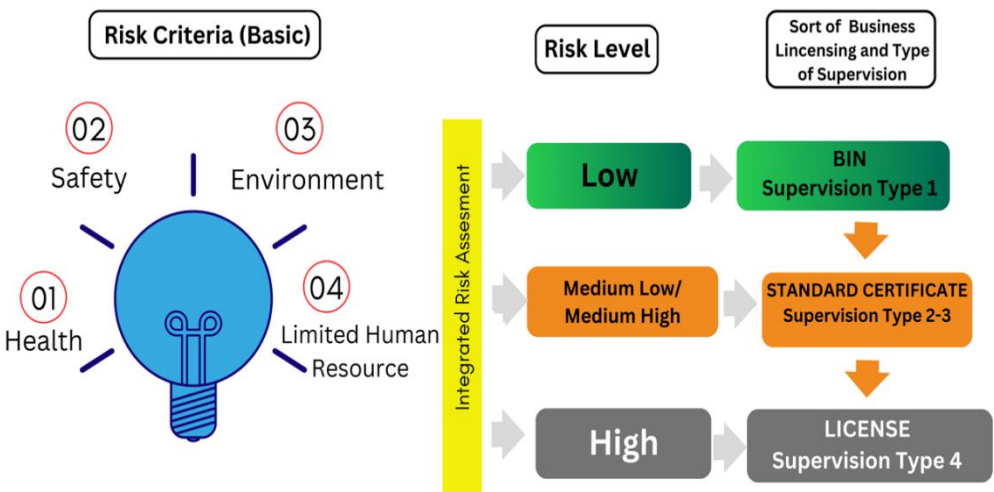 Risk Criteria (Basic)
02
Safety
03
Environment
01
Health
04
Limited Human
Resource
Integrated Risk Assesment
Risk Level
Sort of Business
Lincensing and Type
of Supervision
Low
BIN
Supervision Type 1
Medium Low/
Medium High
STANDARD CERTIFICATE
Supervision Type 2-3
High
LICENSE
Supervision Type 4